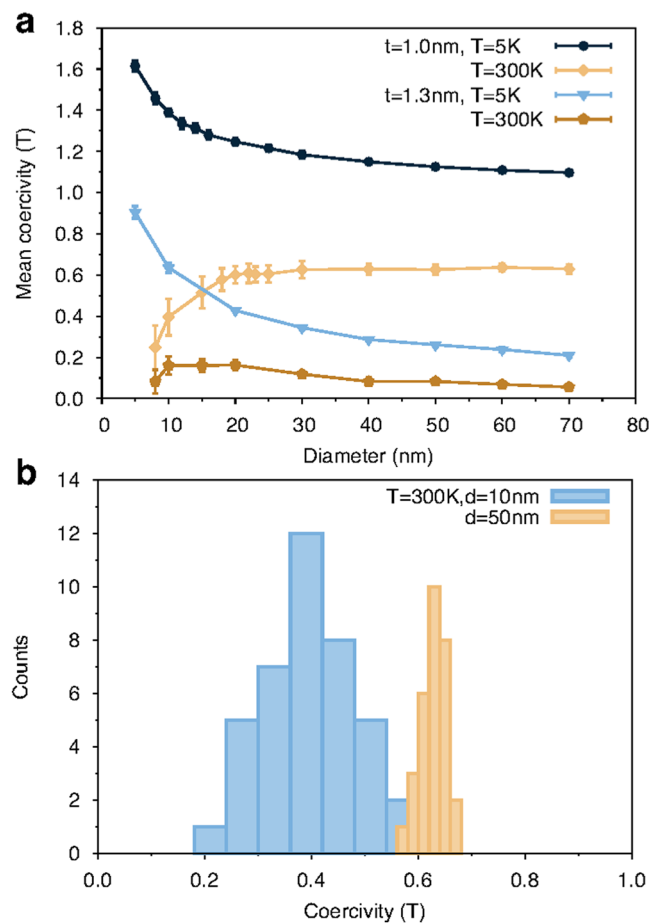 a
t=1.0nm, T=5K
T=300K
t=1.3nm, T=5K
T=300K
1.8
1.6
1.4
1.2
1.0
0.8
0.6
0.4
0.2
0.0
Mean coercivity (T)
0 10 20 30 40 50 60 70 80
Diameter (nm)
b
T=300K,d=10nm
d=50nm
14
12
10
8
6
4
2
0
Counts
0.0 0.2 0.4 0.6 0.8 1.0
Coercivity (T)